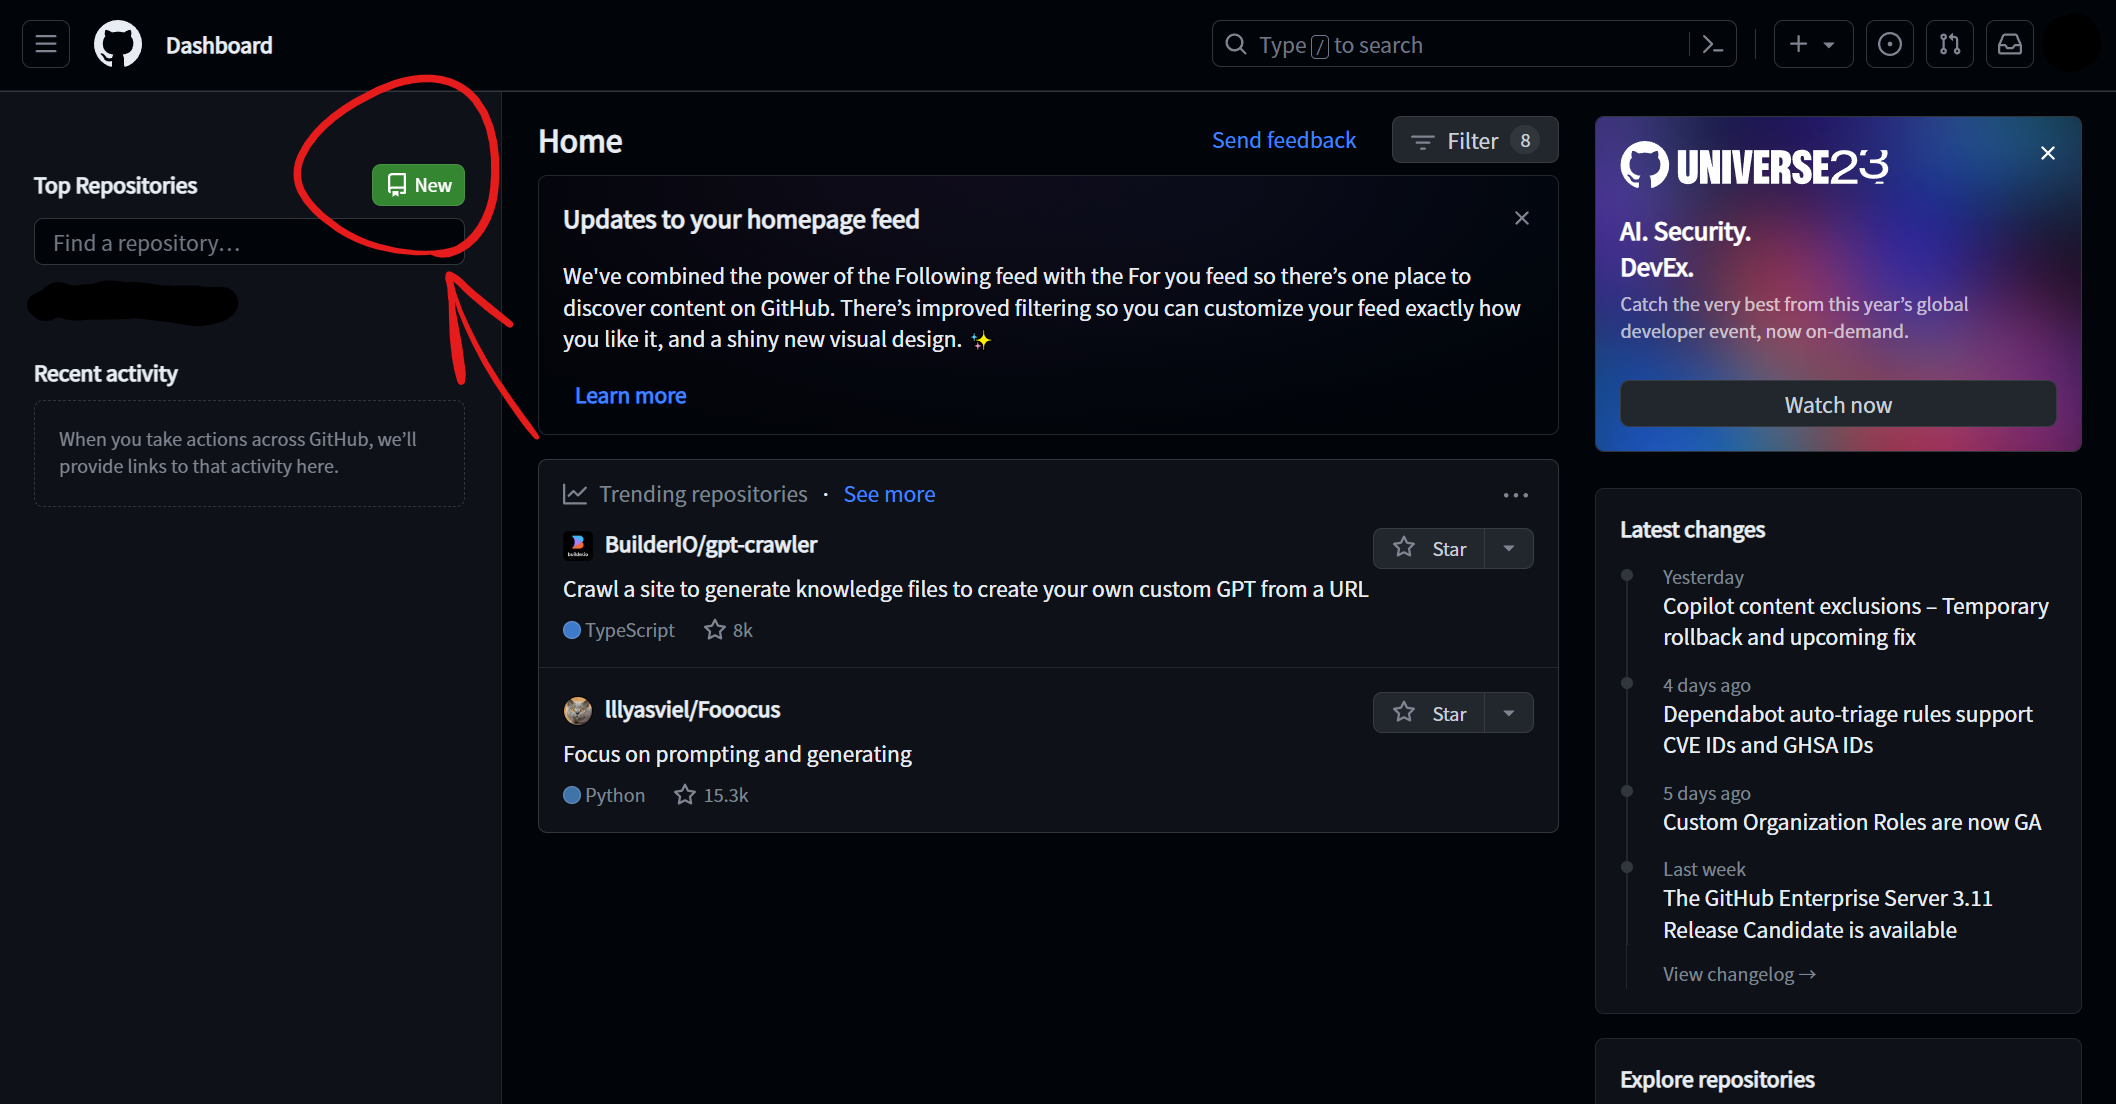 Dashboard
Type / to search
Top Repositories
New
Find a repository…
Recent activity
When you take actions across GitHub, we’ll
provide links to that activity here.
Home
Send feedback
Filter 8
Updates to your homepage feed
We've combined the power of the Following feed with the For you feed so there’s one place to
discover content on GitHub. There’s improved filtering so you can customize your feed exactly how
you like it, and a shiny new visual design. ✨
Learn more
Trending repositories · See more
BuilderIO/gpt-crawler
Star
Crawl a site to generate knowledge files to create your own custom GPT from a URL
TypeScript 8k
lllyasviel/Fooocus
Star
Focus on prompting and generating
Python 15.3k
UNIVERSE23
AI. Security.
DevEx.
Catch the very best from this year’s global
developer event, now on-demand.
Watch now
Latest changes
Yesterday
Copilot content exclusions – Temporary
rollback and upcoming fix
4 days ago
Dependabot auto-triage rules support
CVE IDs and GHSA IDs
5 days ago
Custom Organization Roles are now GA
Last week
The GitHub Enterprise Server 3.11
Release Candidate is available
View changelog →
Explore repositories